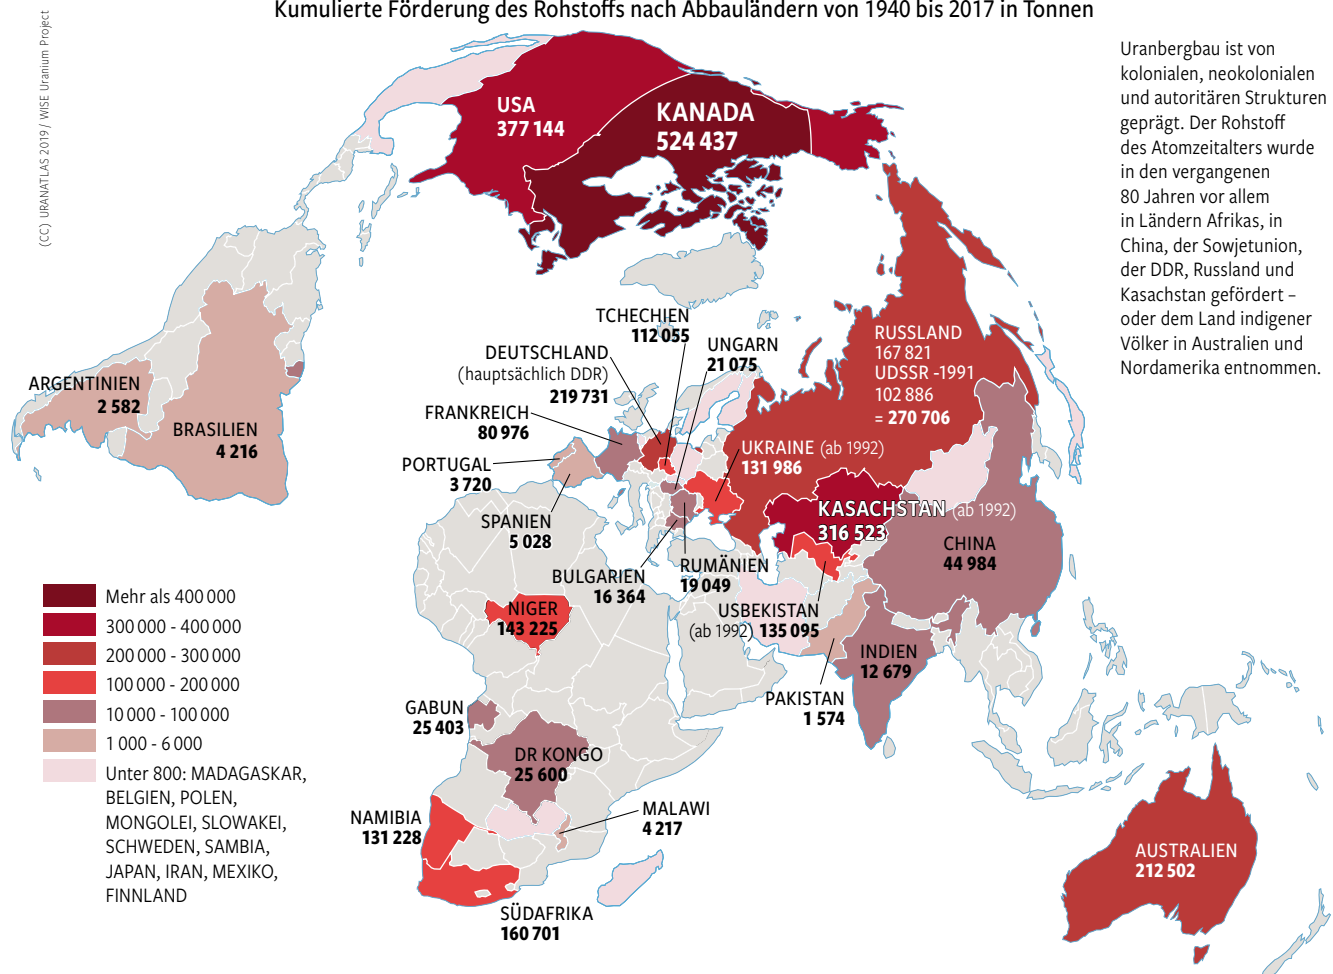 Kumulierte Förderung des Rohstoffs nach Abbauländern von 1940 bis 2017 in Tonnen
(CC) URANATLAS 2019 / WISE Uranium Project
Uranbergbau ist von
kolonialen, neokolonialen
und autoritären Strukturen
geprägt. Der Rohstoff
des Atomzeitalters wurde
in den vergangenen
80 Jahren vor allem
in Ländern Afrikas, in
China, der Sowjetunion,
der DDR, Russland und
Kasachstan gefördert –
oder dem Land indigener
Völker in Australien und
Nordamerika entnommen.
USA
377 144
KANADA
524 437
TCHECHIEN
112 055
UNGARN
21 075
DEUTSCHLAND
(hauptsächlich DDR)
219 731
FRANKREICH
80 976
PORTUGAL
3 720
SPANIEN
5 028
RUSSLAND
167 821
UDSSR -1991
102 886
= 270 706
UKRAINE (ab 1992)
131 986
KASACHSTAN (ab 1992)
316 523
CHINA
44 984
ARGENTINIEN
2 582
BRASILIEN
4 216
BULGARIEN
16 364
RUMÄNIEN
19 049
USBEKISTAN
(ab 1992) 135 095
INDIEN
12 679
PAKISTAN
1 574
NIGER
143 225
GABUN
25 403
DR KONGO
25 600
NAMIBIA
131 228
MALAWI
4 217
SÜDAFRIKA
160 701
AUSTRALIEN
212 502
Mehr als 400 000
300 000 - 400 000
200 000 - 300 000
100 000 - 200 000
10 000 - 100 000
1 000 - 6 000
Unter 800: MADAGASKAR,
BELGIEN, POLEN,
MONGOLEI, SLOWAKEI,
SCHWEDEN, SAMBIA,
JAPAN, IRAN, MEXIKO,
FINNLAND